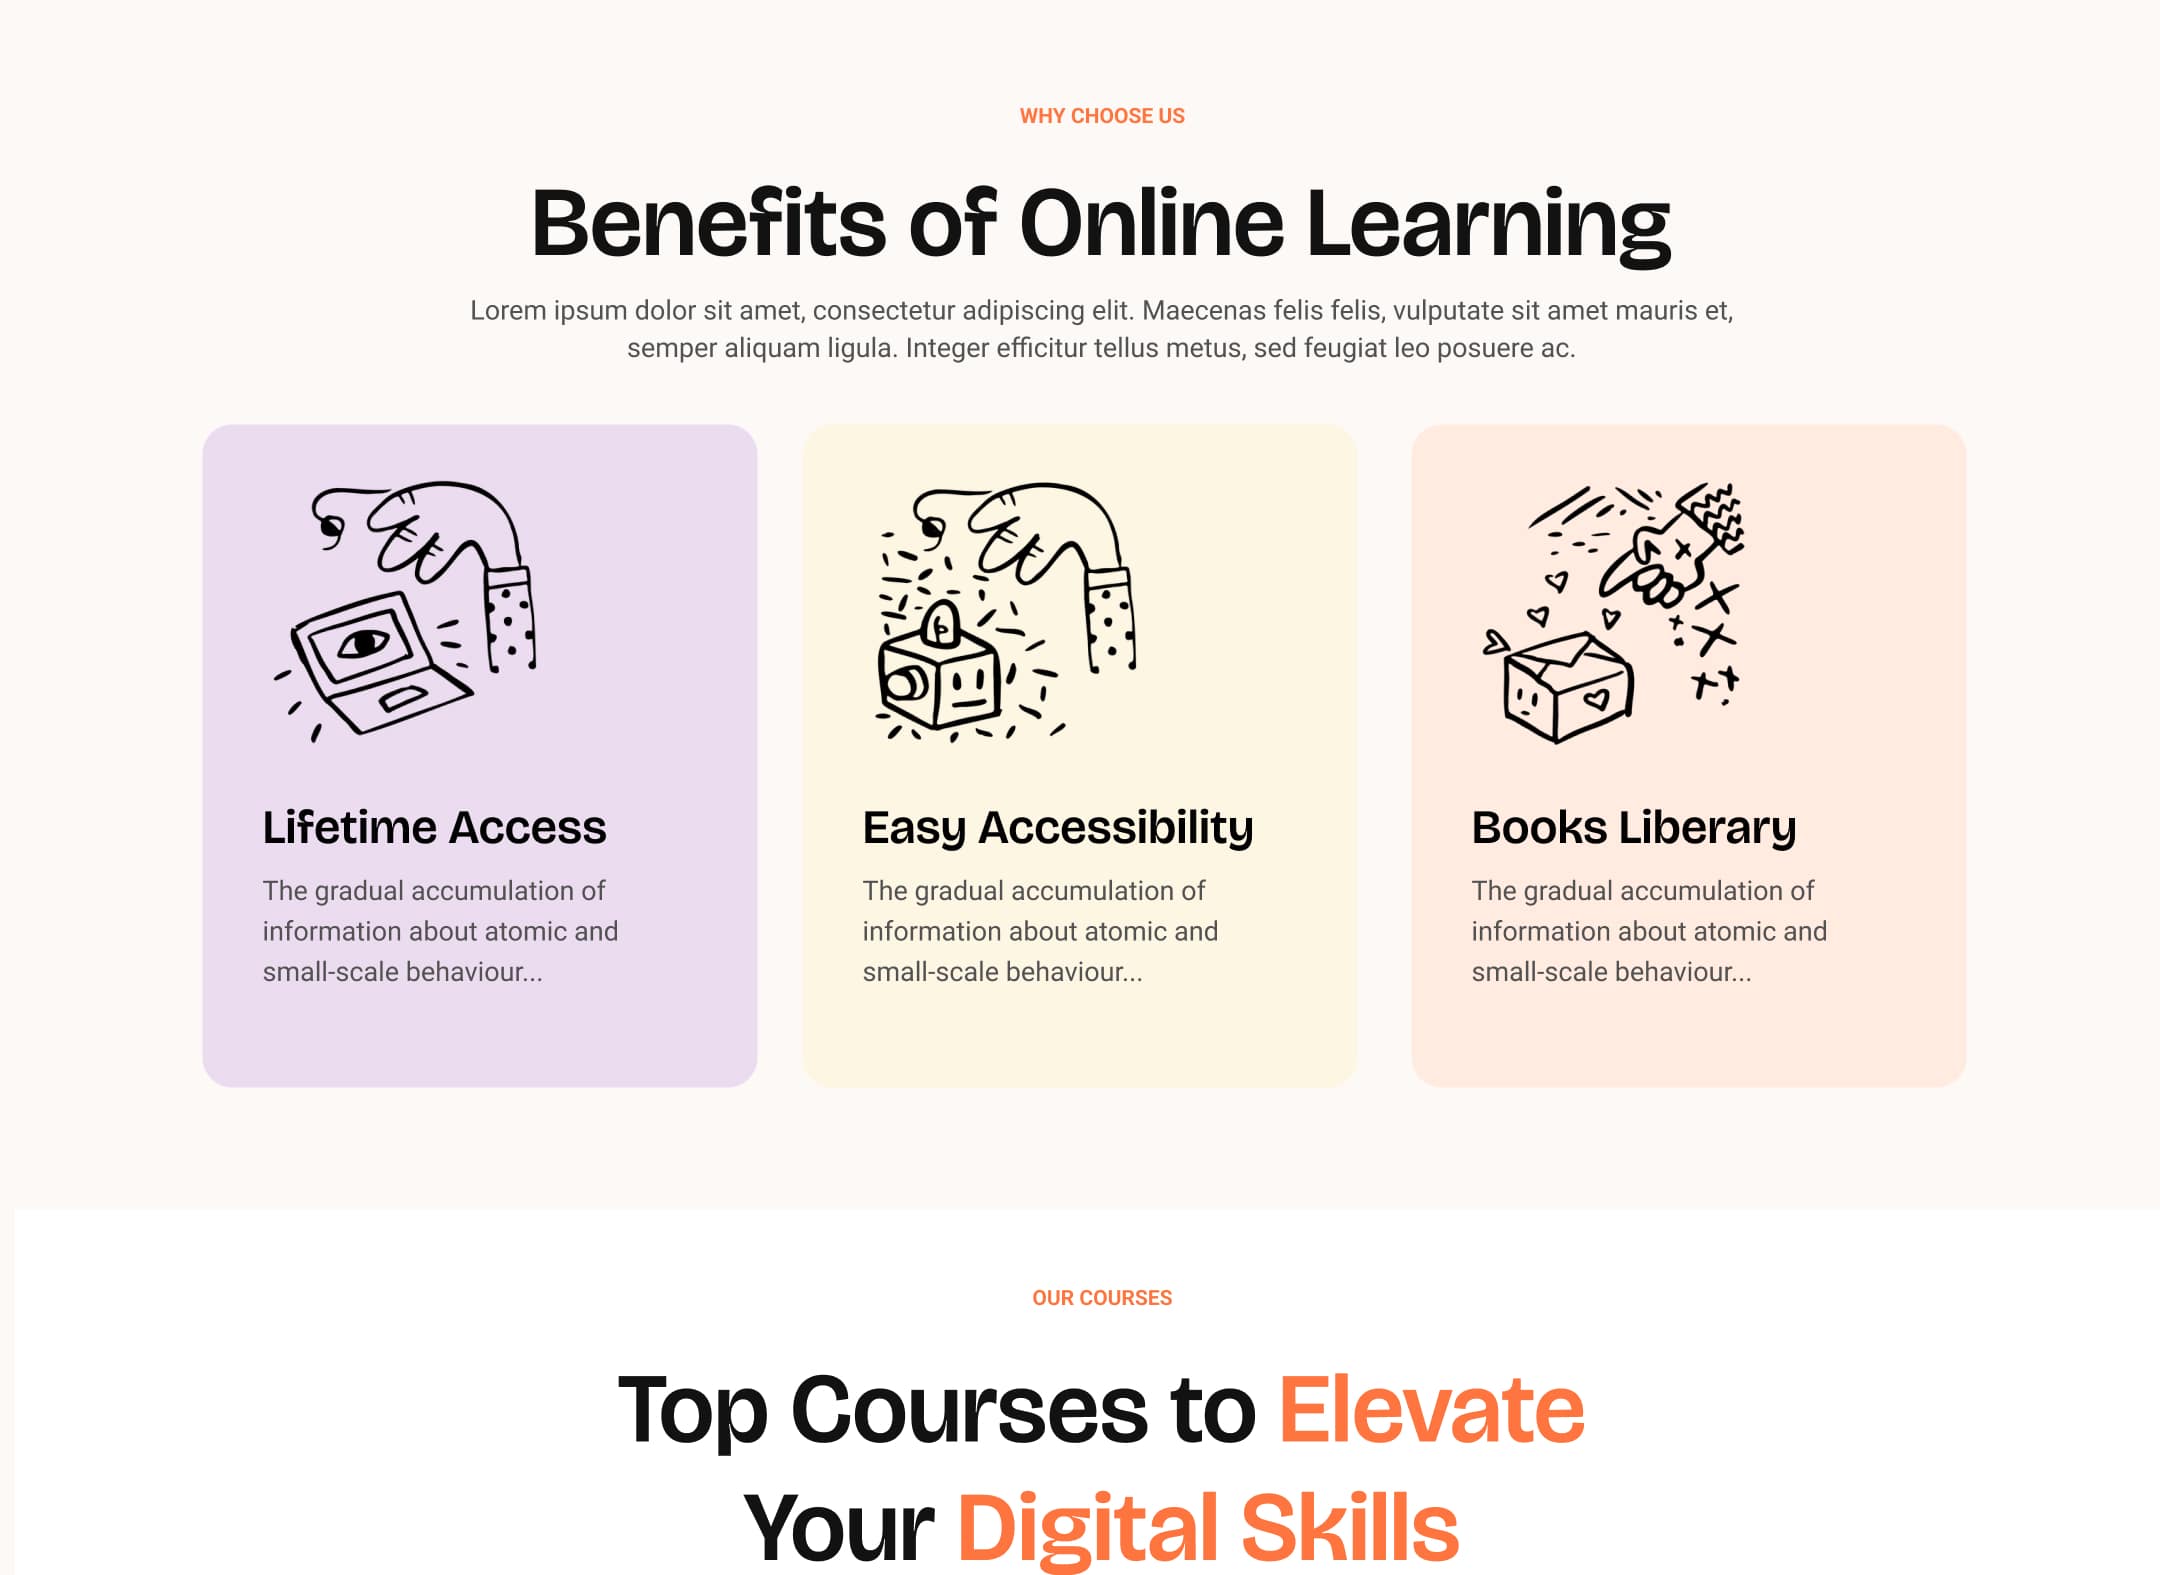 WHY CHOOSE US
Benefits of Online Learning
Lorem ipsum dolor sit amet, consectetur adipiscing elit. Maecenas felis felis, vulputate sit amet mauris et,
semper aliquam ligula. Integer efficitur tellus metus, sed feugiat leo posuere ac.
Lifetime Access
The gradual accumulation of
information about atomic and
small-scale behaviour...
Easy Accessibility
The gradual accumulation of
information about atomic and
small-scale behaviour...
Books Liberary
The gradual accumulation of
information about atomic and
small-scale behaviour...
OUR COURSES
Top Courses to Elevate
Your Digital Skills